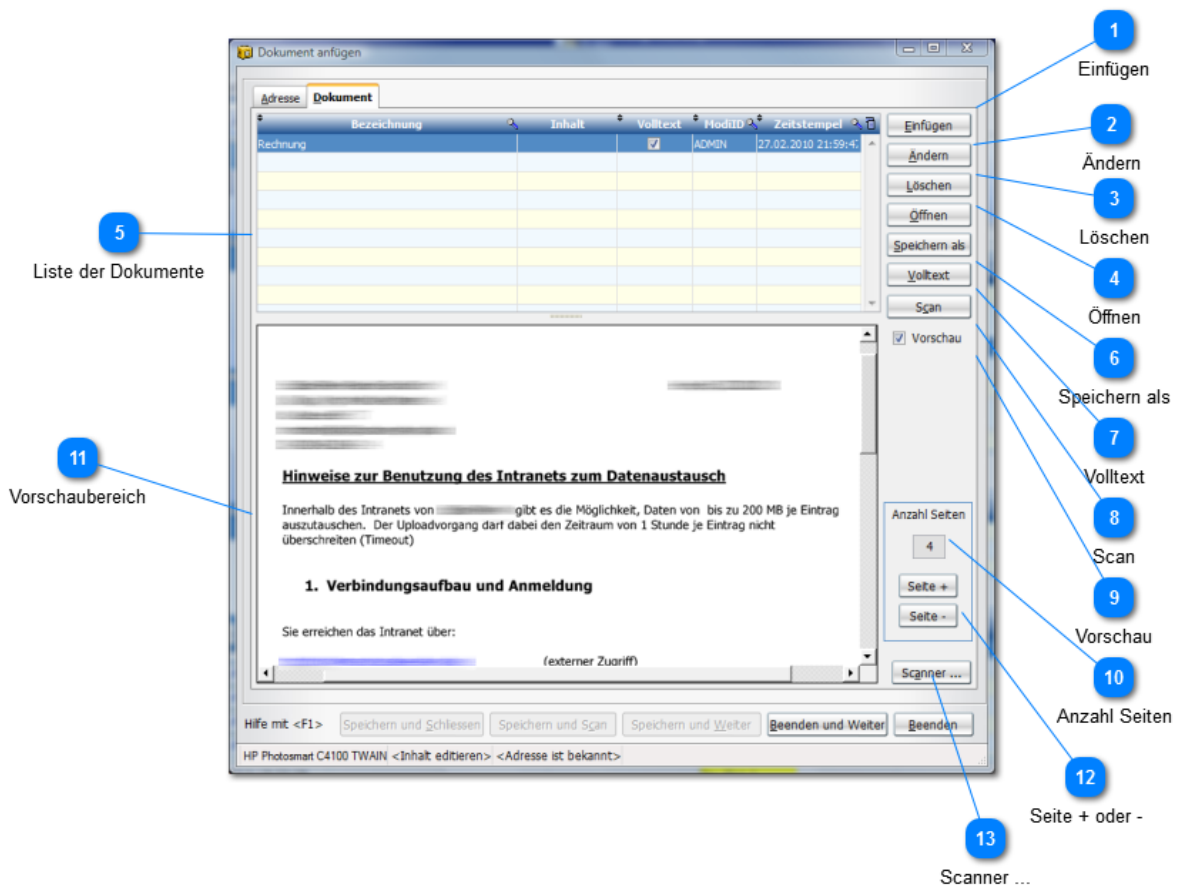 Dokument anfügen
Adresse
Dokument
Bezeichnung
Inhalt
Volltext
ModiID
Zeitstempel
Rechnung
ADMIN
27.02.2010 21:59:4
Einfügen
Ändern
Löschen
Öffnen
Speichern als
Volltext
Scan
Vorschau
Hinweise zur Benutzung des Intranets zum Datenaustausch
Innerhalb des Intranets von gibt es die Möglichkeit, Daten von bis zu 200 MB je Eintrag
auszutauschen. Der Uploadvorgang darf dabei den Zeitraum von 1 Stunde je Eintrag nicht
überschreiten (Timeout)
1. Verbindungsaufbau und Anmeldung
Sie erreichen das Intranet über:
(externer Zugriff)
Anzahl Seiten
4
Seite +
Seite -
Scanner ...
Hilfe mit <F1>
Speichern und Schliessen
Speichern und Scan
Speichern und Weiter
Beenden und Weiter
Beenden
HP Photosmart C4100 TWAIN
<Inhalt editieren>
<Adresse ist bekannt>
1
Einfügen
2
Ändern
3
Löschen
4
Öffnen
5
Liste der Dokumente
6
Speichern als
7
Volltext
8
Scan
9
Vorschau
10
Anzahl Seiten
11
Vorschaubereich
12
Seite + oder -
13
Scanner ...